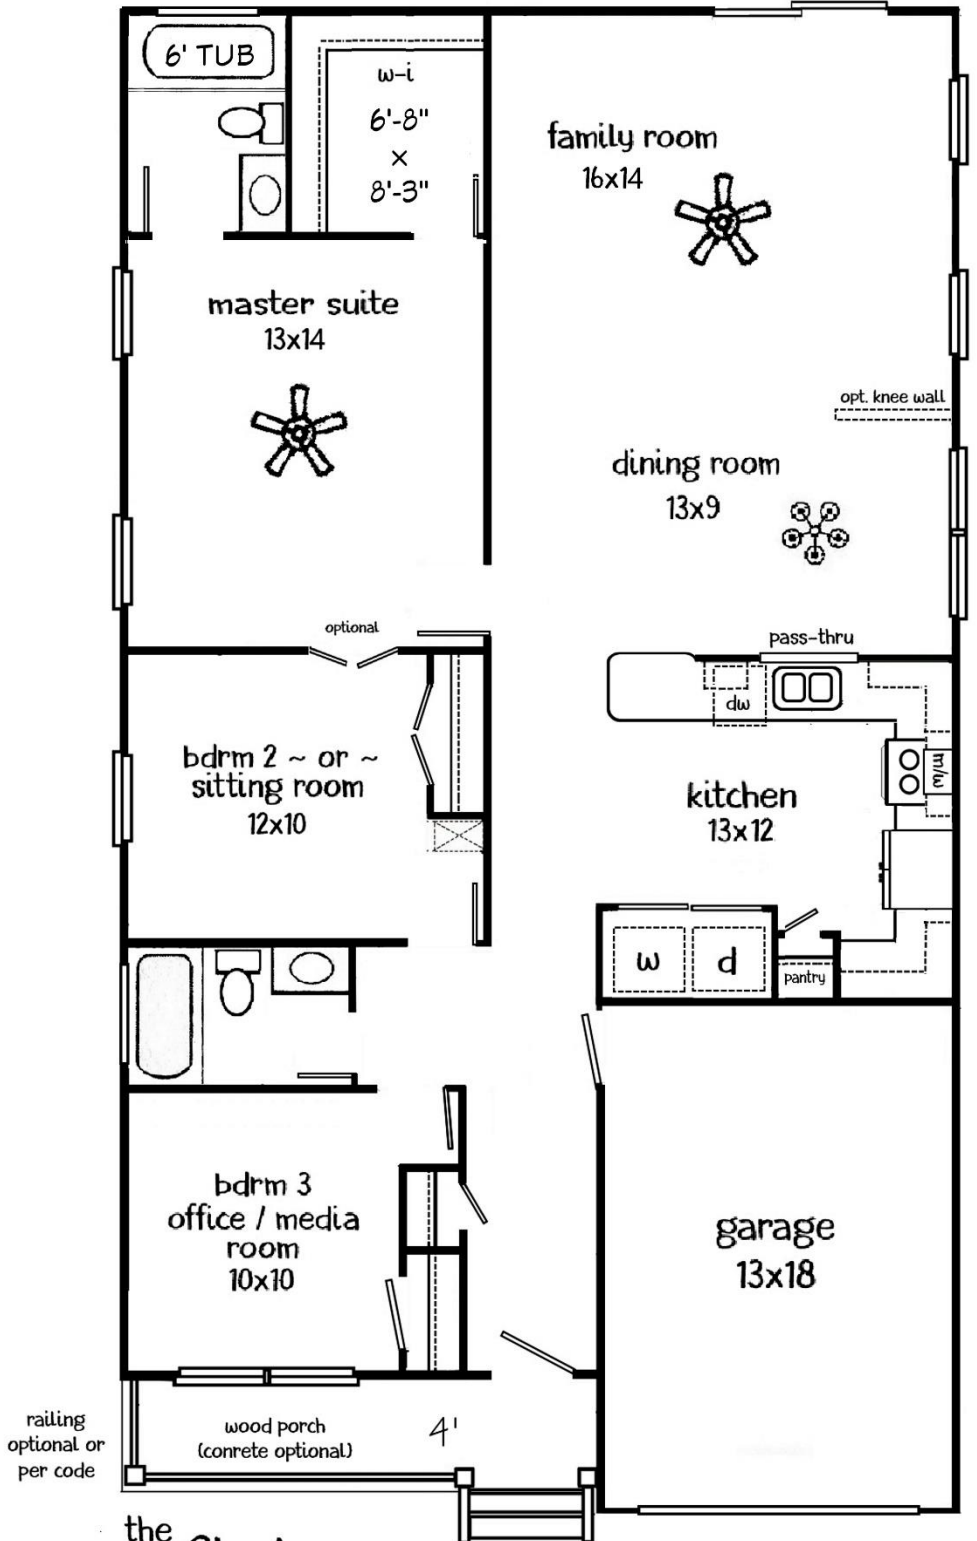 6' TUB
w-i
6'-8"
x
8'-3"
family room
16x14
master suite
13x14
opt. knee wall
dining room
13x9
optional
pass-thru
dw
bdrm 2 ~ or ~
sitting room
12x10
m/w
kitchen
13x12
w
d
pantry
bdrm 3
office / media
room
10x10
garage
13x18
railing
optional or
per code
wood porch
(conrete optional)
4'
the